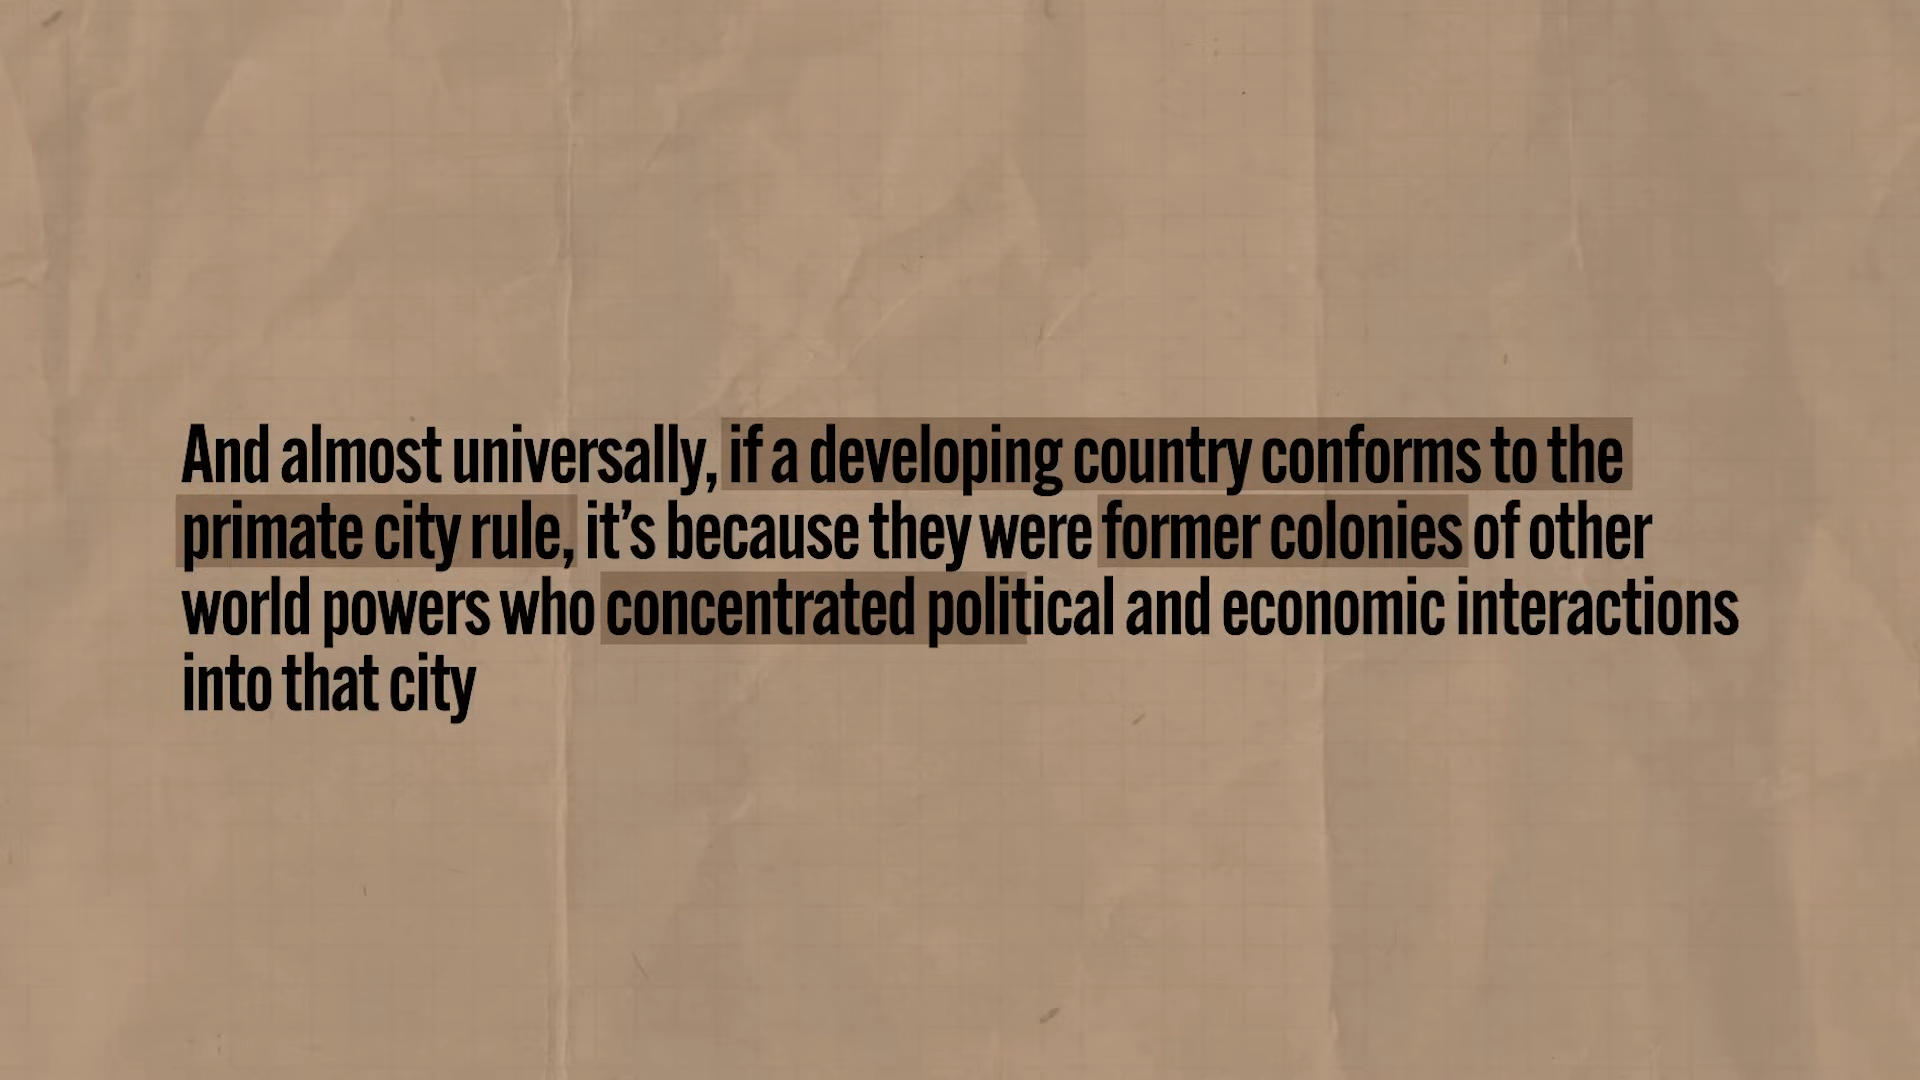 And almost universally, if a developing country conforms to the
primate city rule, it’s because they were former colonies of other
world powers who concentrated political and economic interactions
into that city